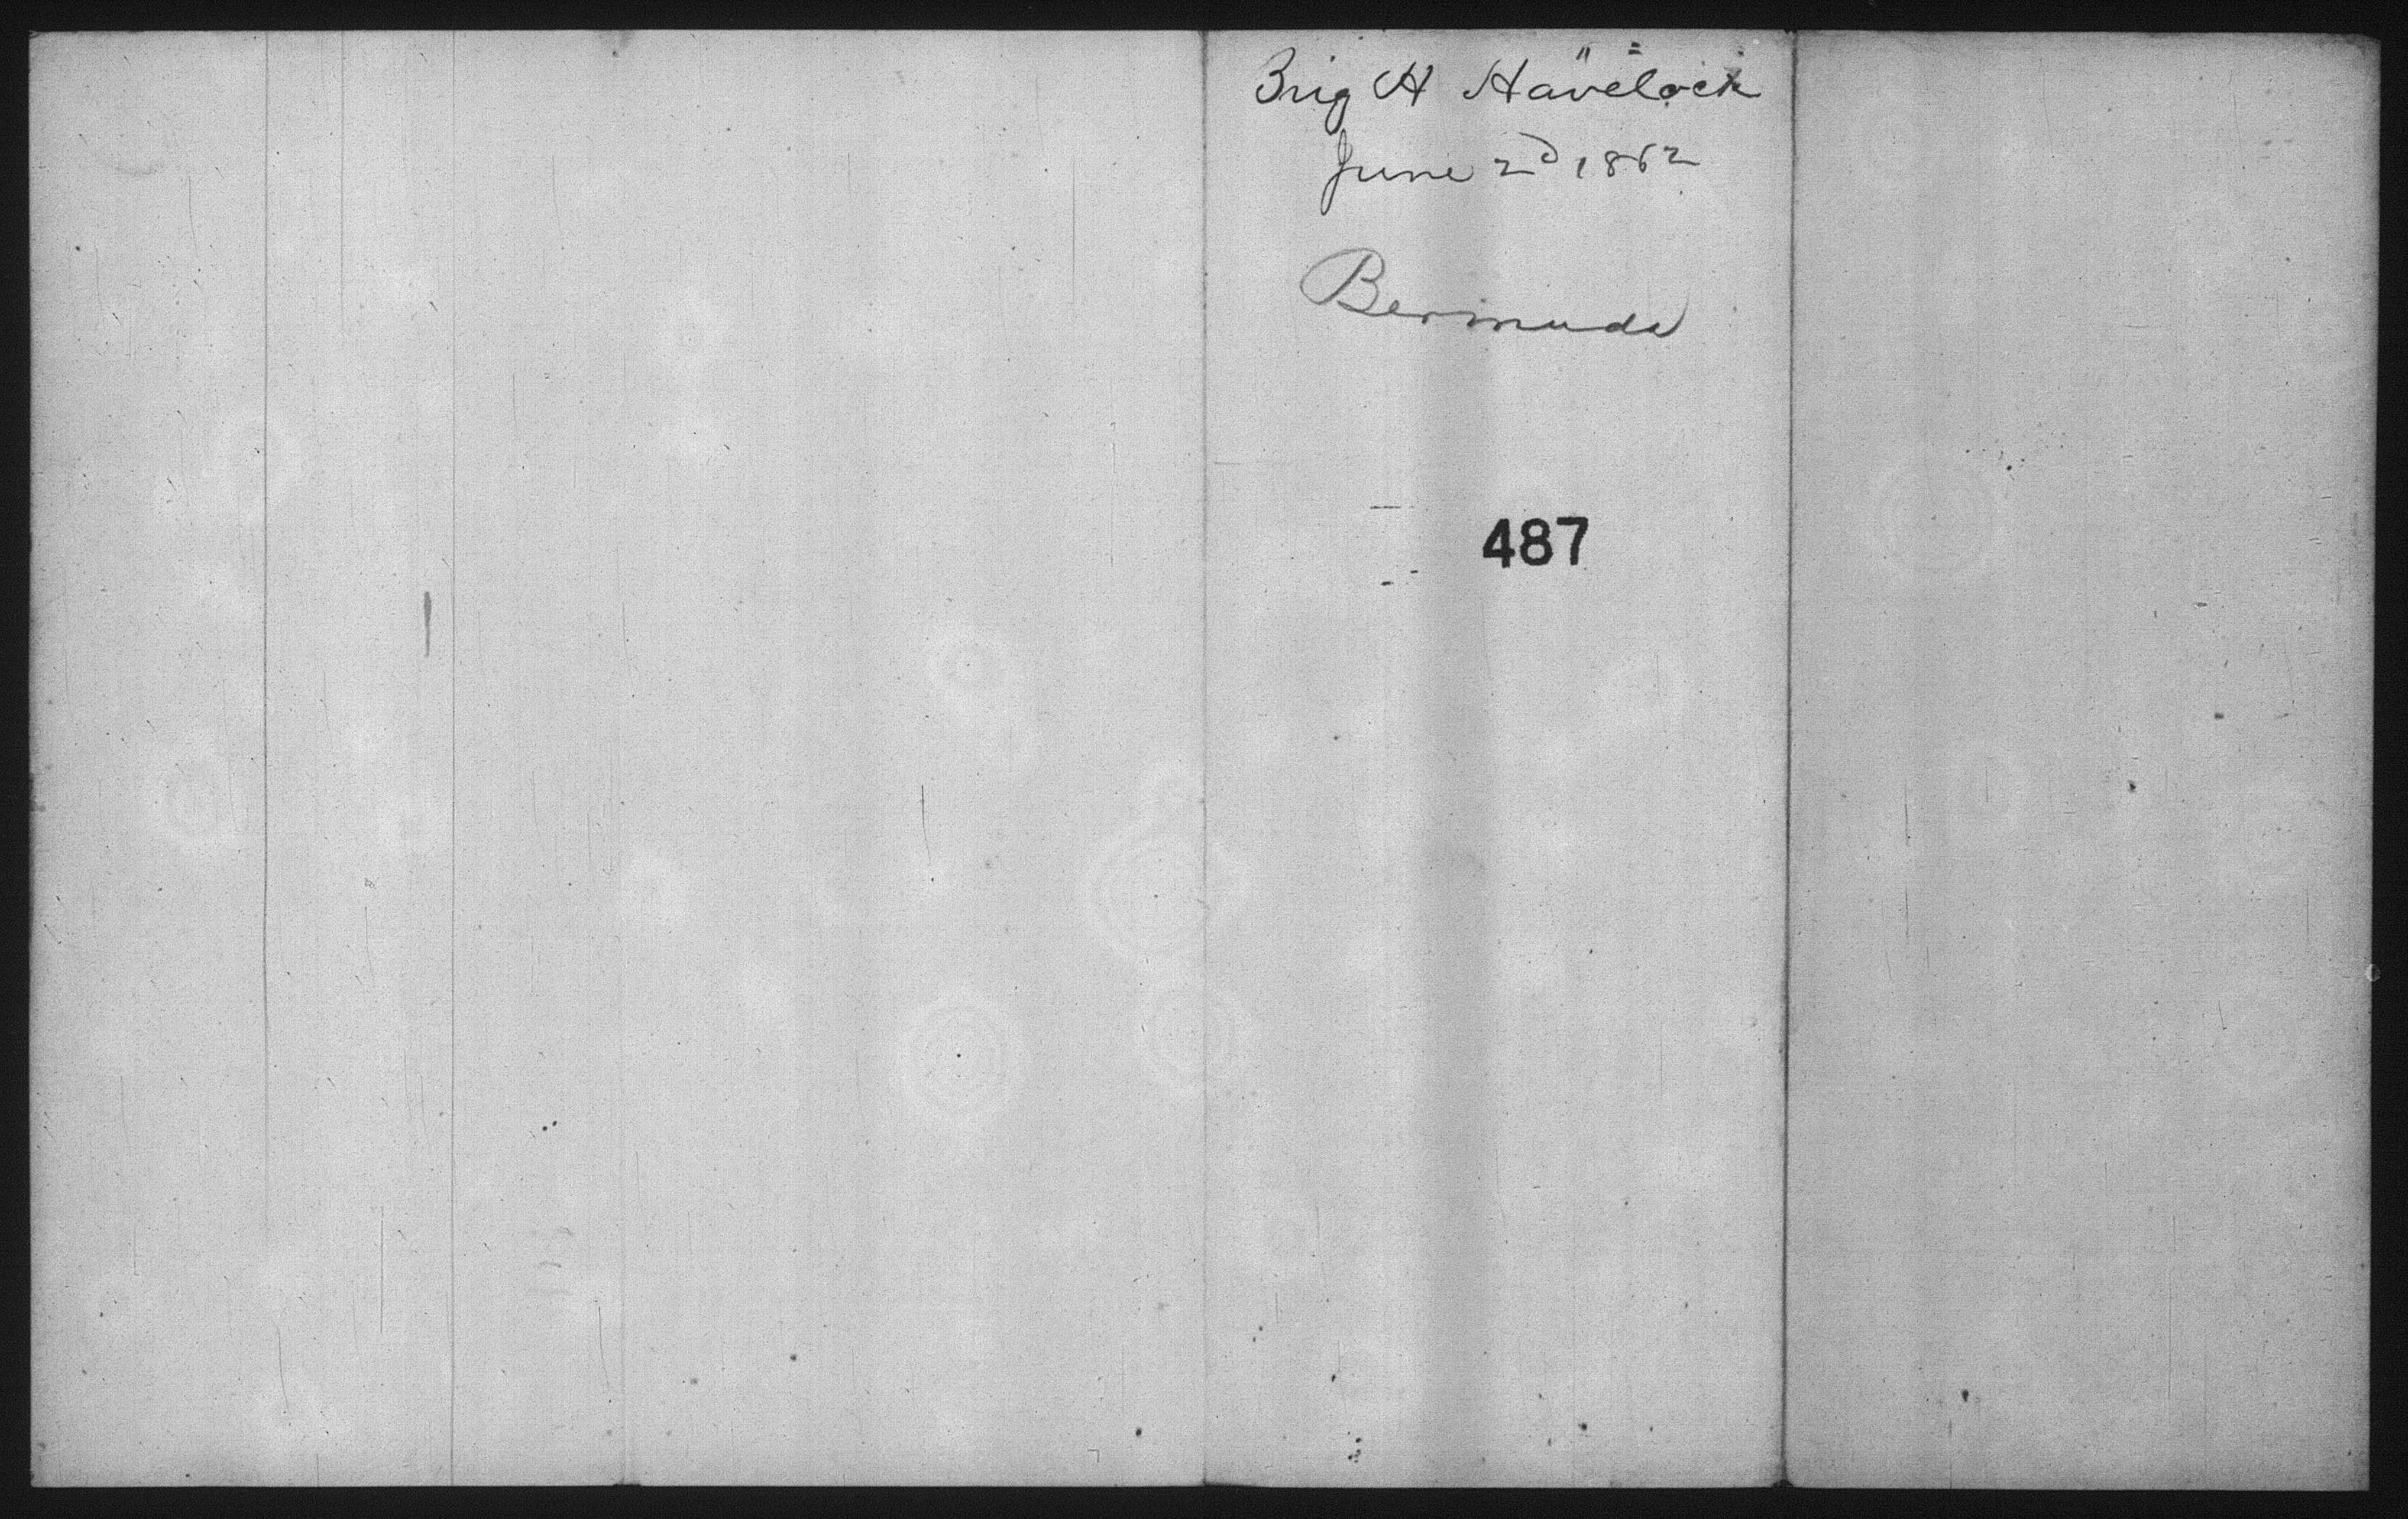 Brig H Havelock
June 2d 1862
Bermuda
487